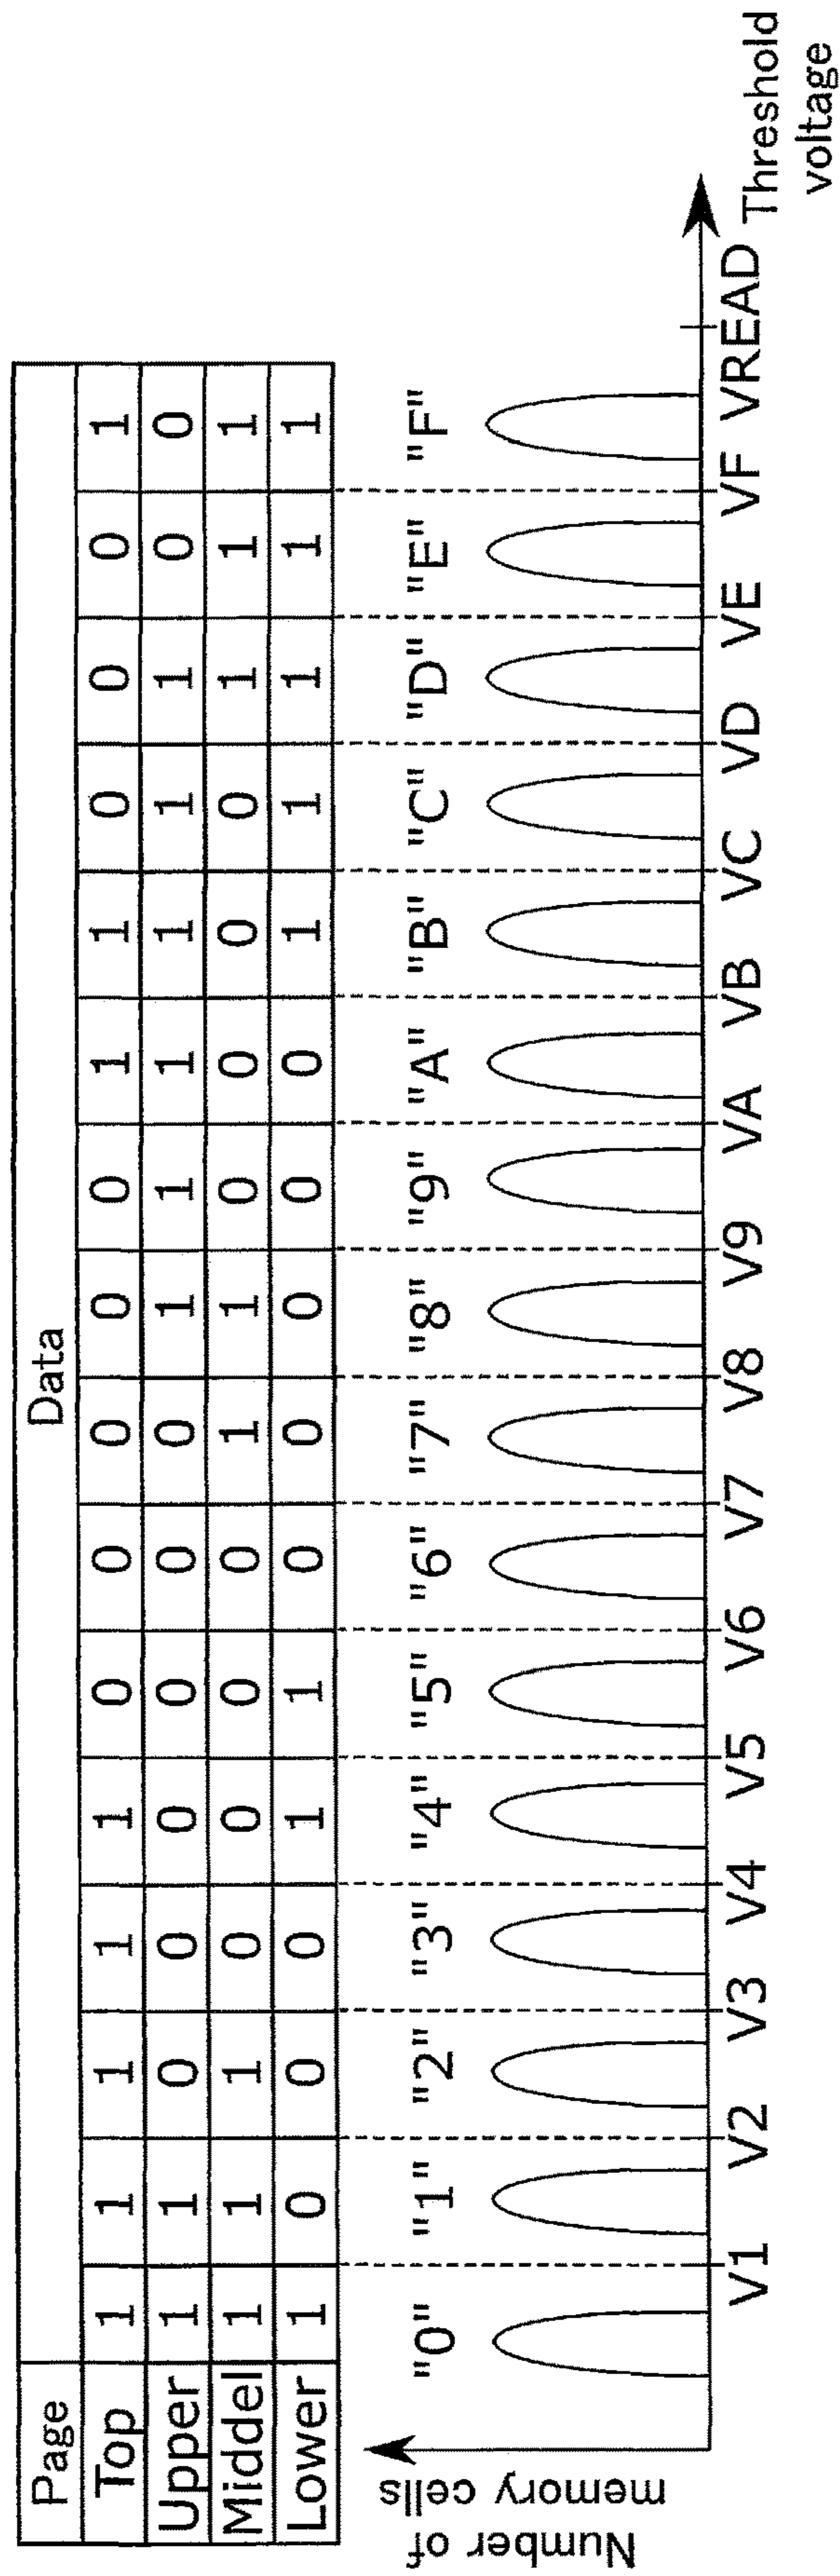 Page Data
Top 1 1 1 1 1 0 0 0 0 0 1 1 0 0 0 1
Upper 1 1 0 0 0 0 0 0 1 1 1 1 1 1 0 0
Middel 1 1 1 0 0 0 0 1 1 0 0 0 0 1 1 1
Lower 1 0 0 0 1 1 0 0 0 0 0 1 1 1 1 1
Number of
memory cells
"0" "1" "2" "3" "4" "5" "6" "7" "8" "9" "A" "B" "C" "D" "E" "F"
V1 V2 V3 V4 V5 V6 V7 V8 V9 VA VB VC VD VE VF VREAD
Threshold
voltage